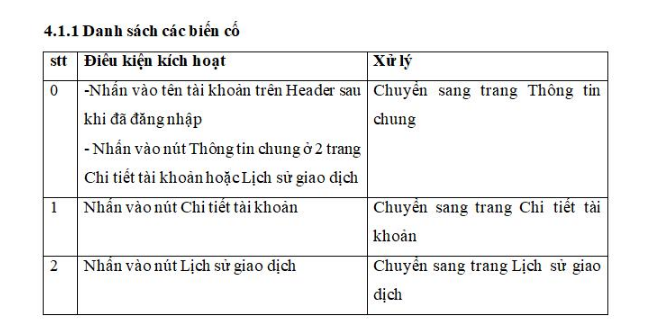 4.1.1 Danh sách các biến cố
stt Điều kiện kích hoạt Xử lý
0 -Nhấn vào tên tài khoản trên Header sau Chuyển sang trang Thông tin
khi đã đăng nhập chung
- Nhấn vào nút Thông tin chung ở 2 trang
Chi tiết tài khoản hoặc Lịch sử giao dịch
1 Nhấn vào nút Chi tiết tài khoản Chuyển sang trang Chi tiết tài
khoản
2 Nhấn vào nút Lịch sử giao dịch Chuyển sang trang Lịch sử giao
dịch